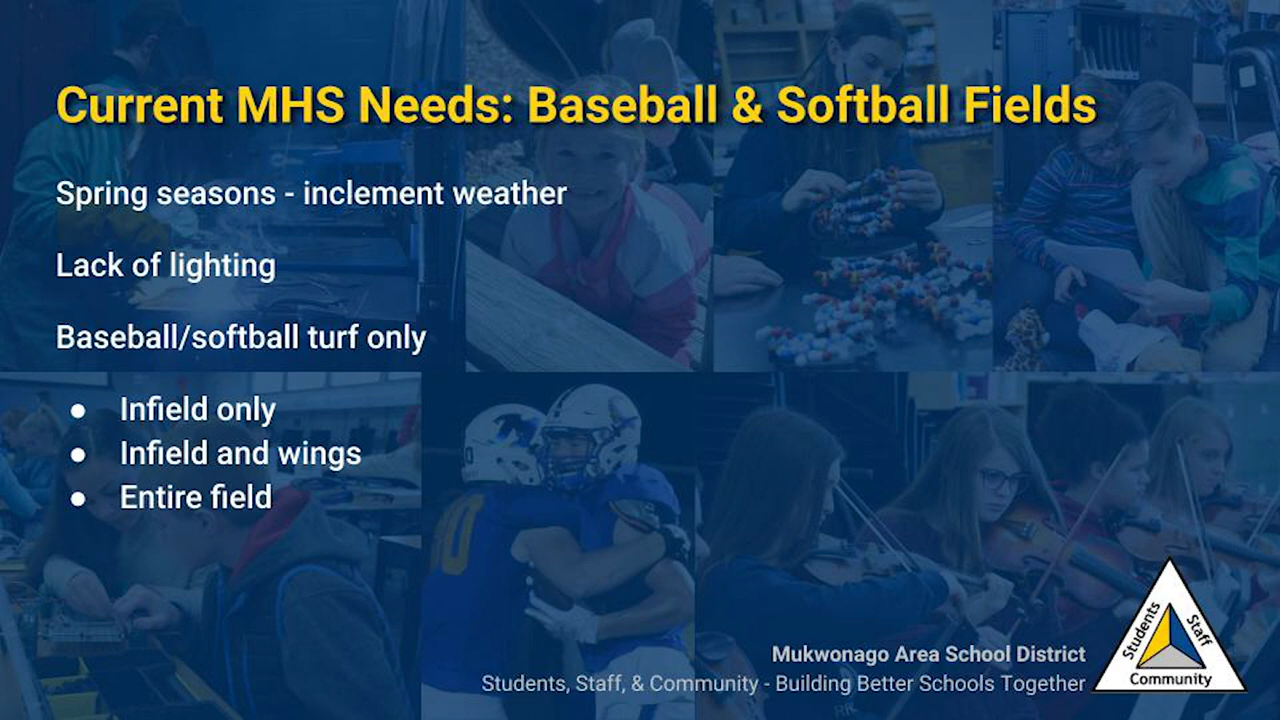 Current MHS Needs: Baseball & Softball Fields
Spring seasons - inclement weather
Lack of lighting
Baseball/softball turf only
● Infield only
● Infield and wings
● Entire field
Mukwonago Area School District
Students, Staff, & Community - Building Better Schools Together
Students
Staff
Community